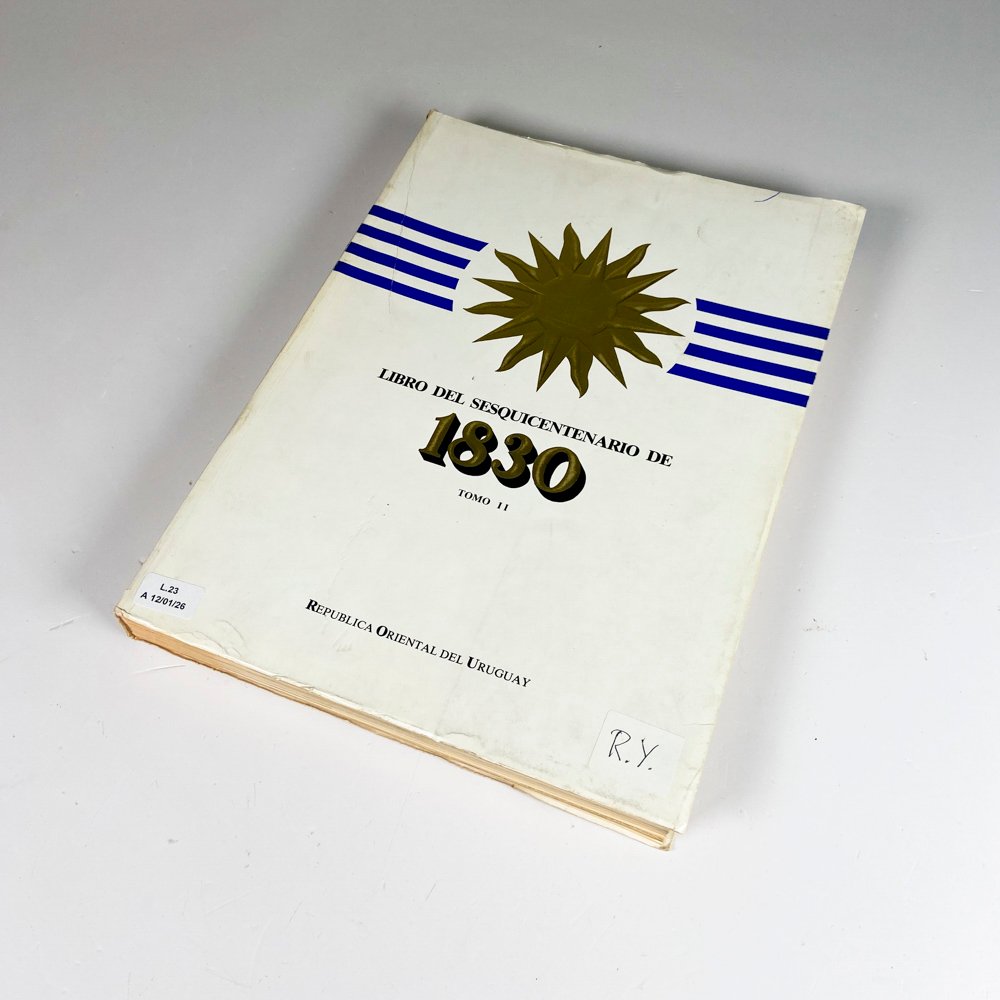 LIBRO DEL SESQUICENTENARIO DE
1830
TOMO II
REPUBLICA ORIENTAL DEL URUGUAY
L.23
A 12/01/26
R.Y.